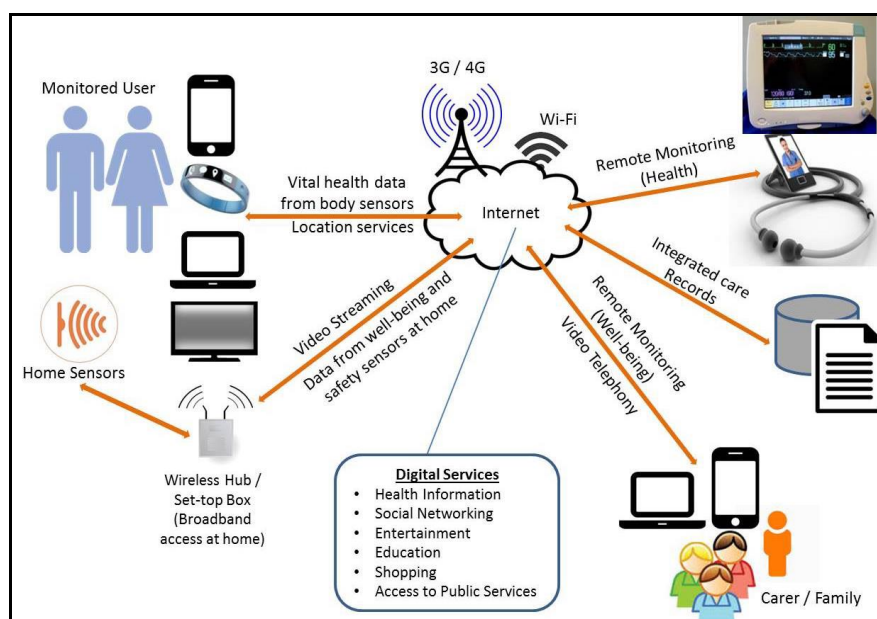 Monitored User
3G / 4G
Wi-Fi
Remote Monitoring
(Health)
Vital health data
from body sensors
Location services
Internet
Integrated care
Records
Video Streaming
Data from well-being and
safety sensors at home
Remote Monitoring
(Well-being)
Video Telephony
Home Sensors
Wireless Hub /
Set-top Box
(Broadband
access at home)
Digital Services
• Health Information
• Social Networking
• Entertainment
• Education
• Shopping
• Access to Public Services
Carer / Family
60
95